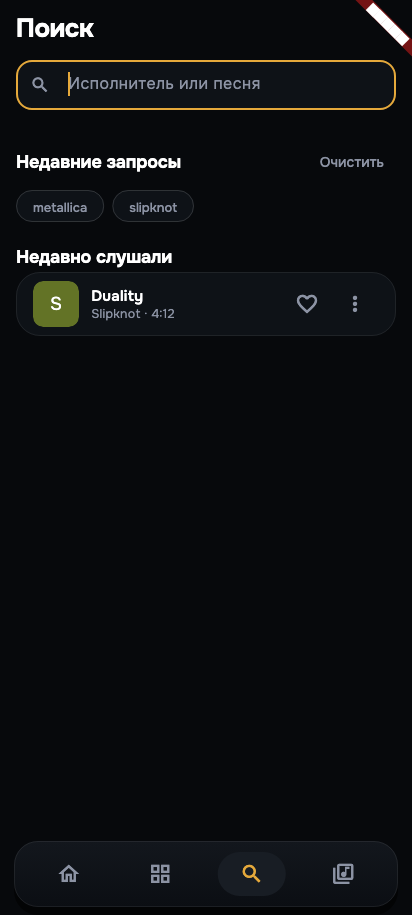 Поиск
Исполнитель или песня
Недавние запросы
Очистить
metallica
slipknot
Недавно слушали
S
Duality
Slipknot · 4:12